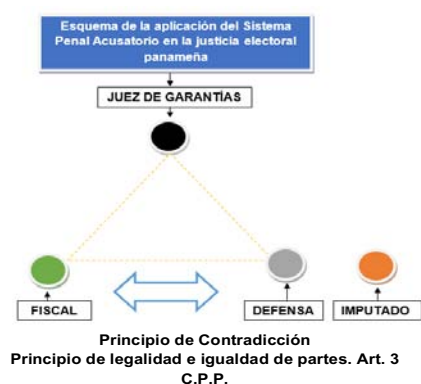 Esquema de la aplicación del Sistema
Penal Acusatorio en la justicia electoral
panameña
JUEZ DE GARANTÍAS
FISCAL
DEFENSA
IMPUTADO
Principio de Contradicción
Principio de legalidad e igualdad de partes. Art. 3
C.P.P.